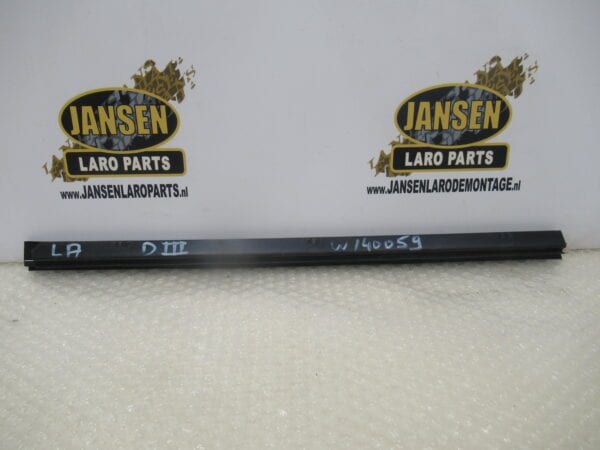 JANSEN
LARO PARTS
www.JANSENLAROPARTS.nl
JANSEN
LARO PARTS
www.JANSENLARODEMONTAGE.nl
LA D III W140059